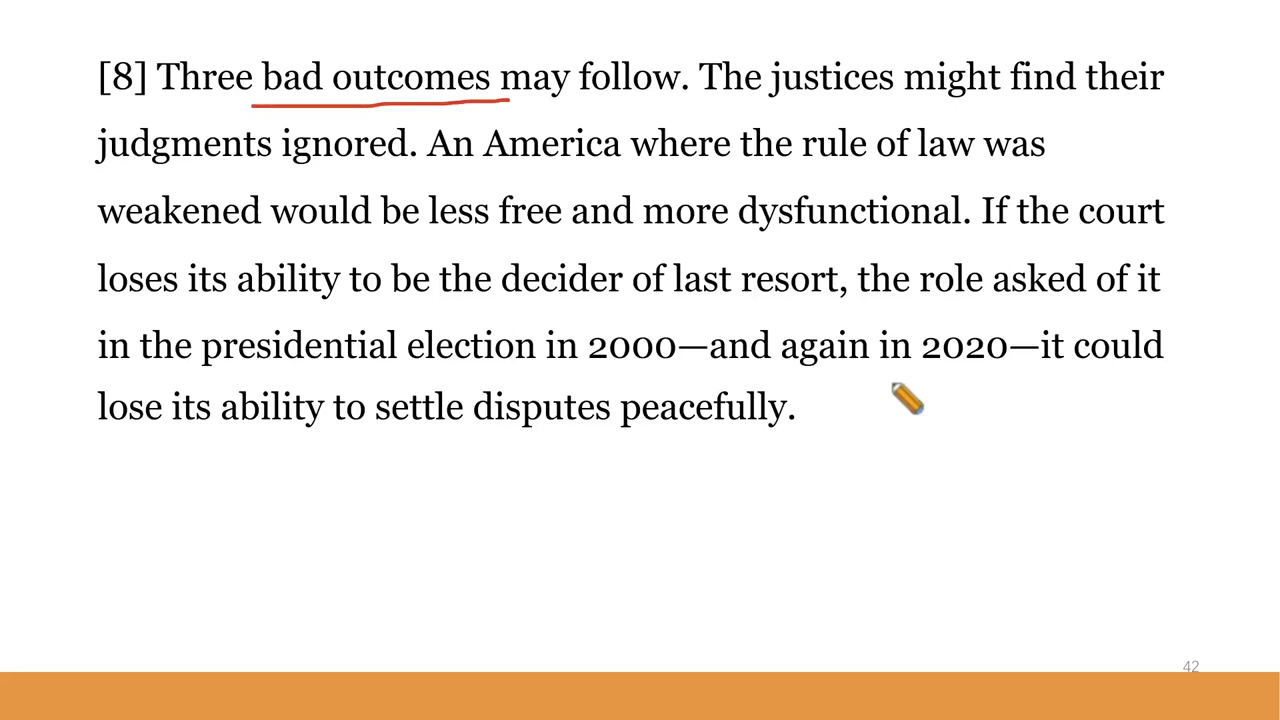 [8] Three bad outcomes may follow. The justices might find their
judgments ignored. An America where the rule of law was
weakened would be less free and more dysfunctional. If the court
loses its ability to be the decider of last resort, the role asked of it
in the presidential election in 2000—and again in 2020—it could
lose its ability to settle disputes peacefully.
42